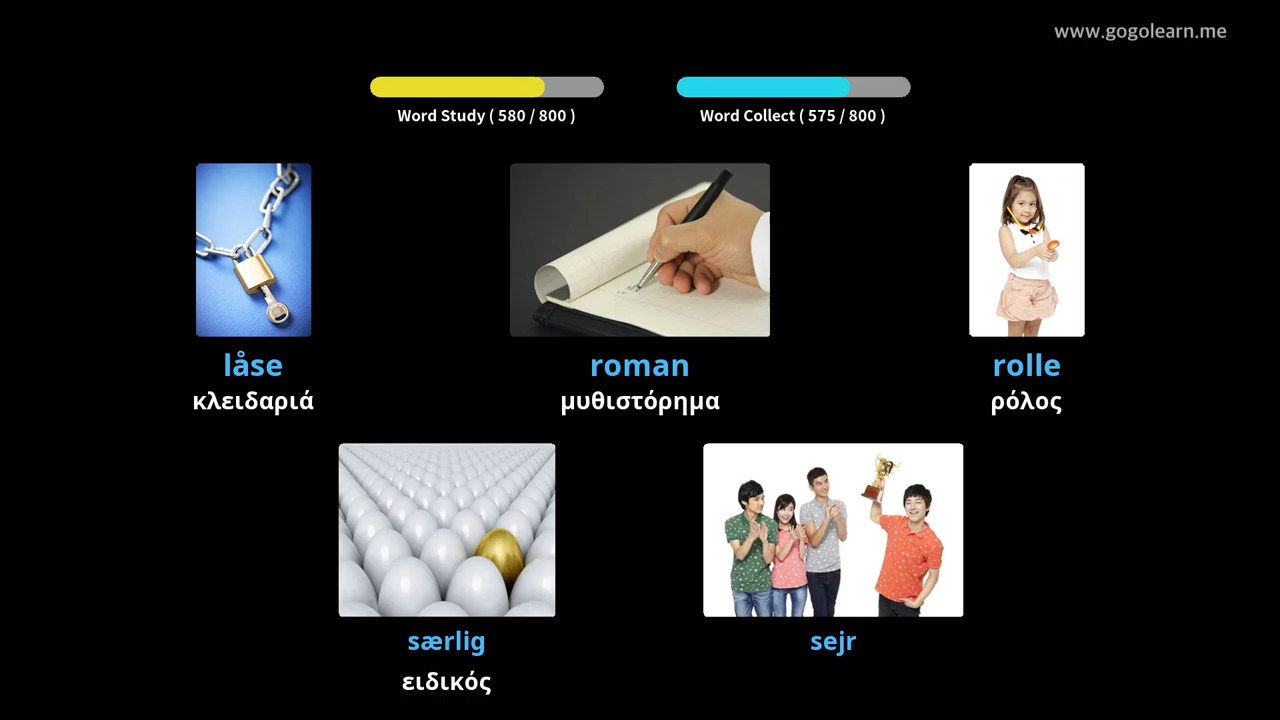 www.gogolearn.me
Word Study ( 580 / 800 )
Word Collect ( 575 / 800 )
låse
κλειδαριά
roman
μυθιστόρημα
rolle
ρόλος
særlig
ειδικός
sejr